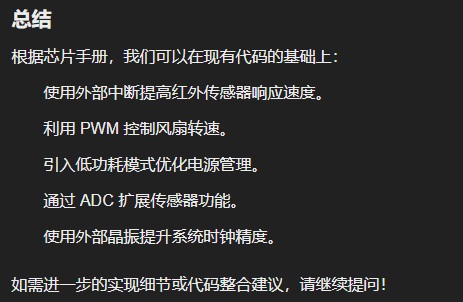 总结
根据芯片手册，我们可以在现有代码的基础上：
使用外部中断提高红外传感器响应速度。
利用 PWM 控制风扇转速。
引入低功耗模式优化电源管理。
通过 ADC 扩展传感器功能。
使用外部晶振提升系统时钟精度。
如需进一步的实现细节或代码整合建议，请继续提问！